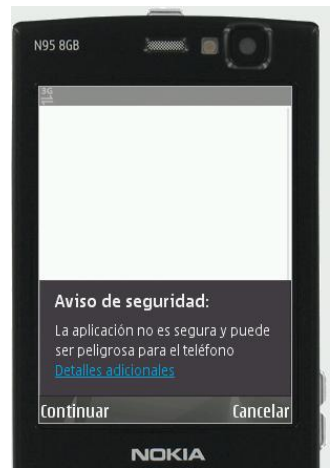 N95 8GB
3G
Aviso de seguridad:
La aplicación no es segura y puede
ser peligrosa para el teléfono
Detalles adicionales
Continuar Cancelar
NOKIA